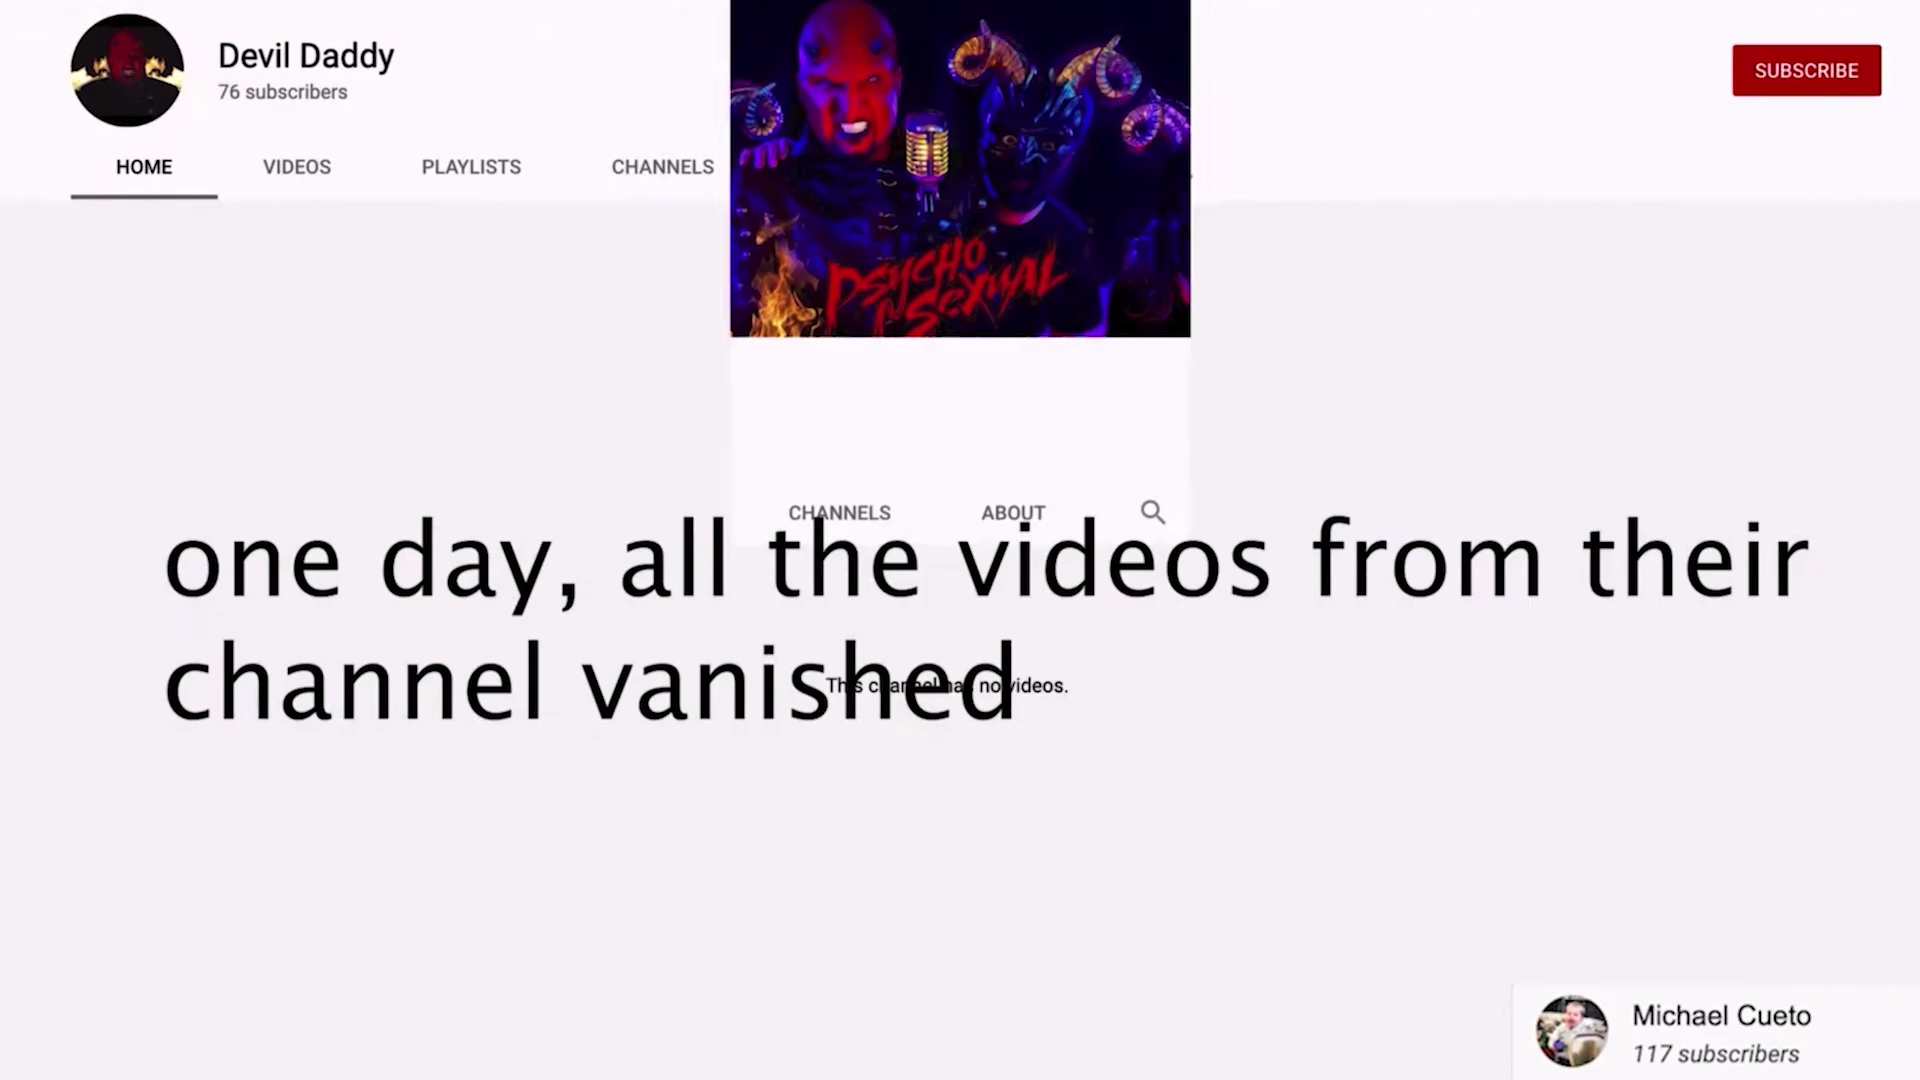 Devil Daddy
76 subscribers
SUBSCRIBE
HOME
VIDEOS
PLAYLISTS
CHANNELS
PSYCHO
SEXUAL
CHANNELS
ABOUT
one day, all the videos from their
channel vanished
This channel has no videos.
Michael Cueto
117 subscribers